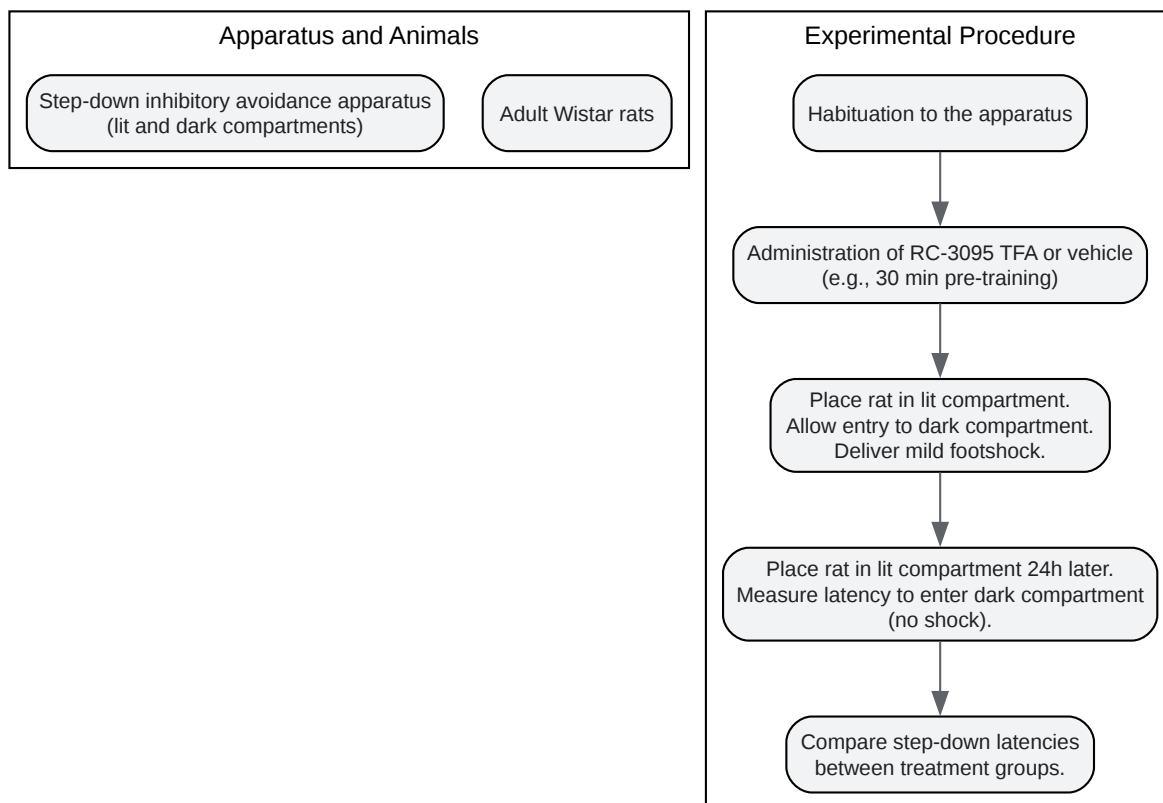 Apparatus and Animals
Step-down inhibitory avoidance apparatus
(lit and dark compartments)
Adult Wistar rats
Experimental Procedure
Habituation to the apparatus
Administration of RC-3095 TFA or vehicle
(e.g., 30 min pre-training)
Place rat in lit compartment.
Allow entry to dark compartment.
Deliver mild footshock.
Place rat in lit compartment 24h later.
Measure latency to enter dark compartment
(no shock).
Compare step-down latencies
between treatment groups.